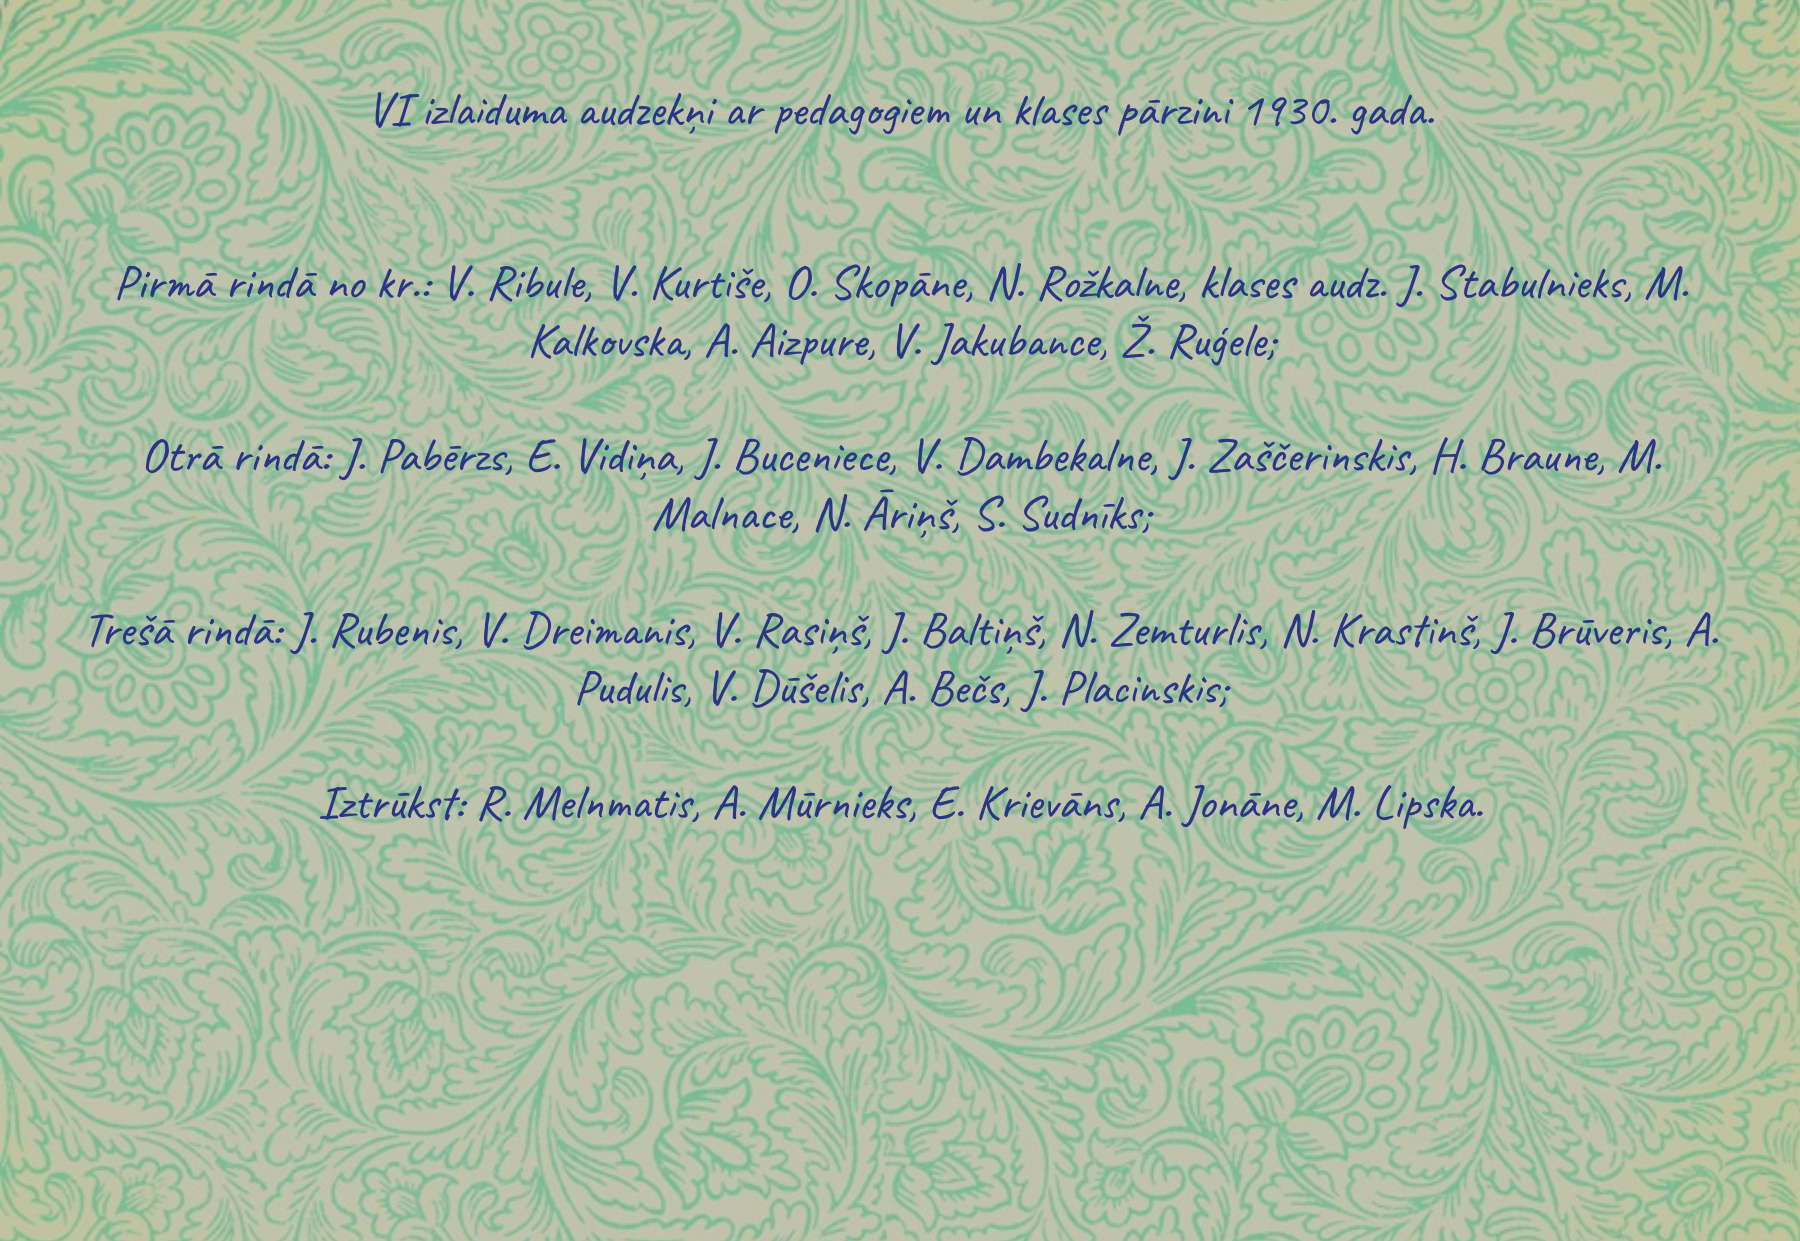 VI izlaiduma audzekņi ar pedagogiem un klases pārzini 1930. gada.
Pirmā rindā no kr.: V. Ribule, V. Kurtiše, O. Skopāne, N. Rožkalne, klases audz. J. Stabulnieks, M.
Kalkovska, A. Aizpure, V. Jakubance, Ž. Ruģele;
Otrā rindā: J. Pabērzs, E. Vidiņa, J. Buceniece, V. Dambekalne, J. Zaščerinskis, H. Braune, M.
Malnace, N. Āriņš, S. Sudnīks;
Trešā rindā: J. Rubenis, V. Dreimanis, V. Rasiņš, J. Baltiņš, N. Zemturlis, N. Krastinš, J. Brūveris, A.
Pudulis, V. Dūšelis, A. Bečs, J. Placinskis;
Iztrūkst: R. Melnmatis, A. Mūrnieks, E. Krievāns, A. Jonāne, M. Lipska.